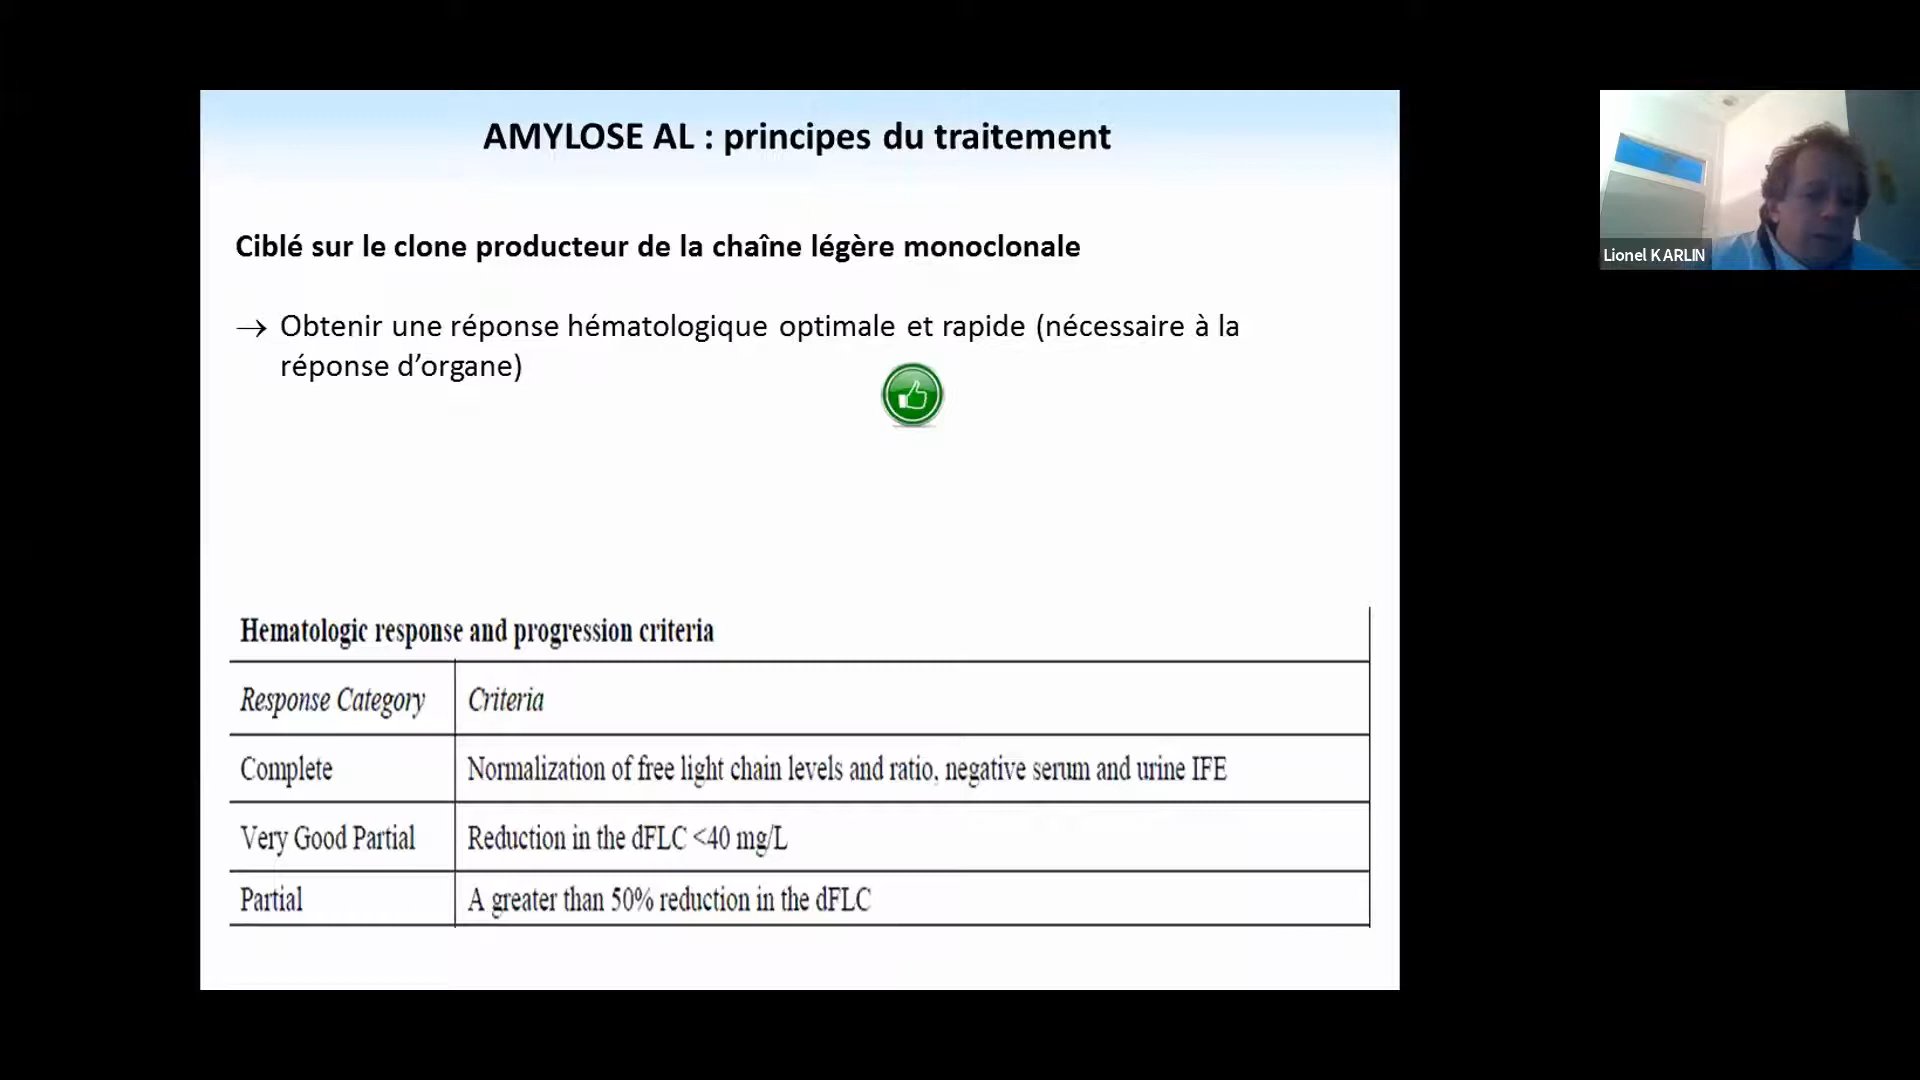 AMYLOSE AL : principes du traitement
Ciblé sur le clone producteur de la chaîne légère monoclonale
→ Obtenir une réponse hématologique optimale et rapide (nécessaire à la
réponse d’organe)
Hematologic response and progression criteria
Response Category Criteria
Complete Normalization of free light chain levels and ratio, negative serum and urine IFE
Very Good Partial Reduction in the dFLC <40 mg/L
Partial A greater than 50% reduction in the dFLC
Lionel KARLIN